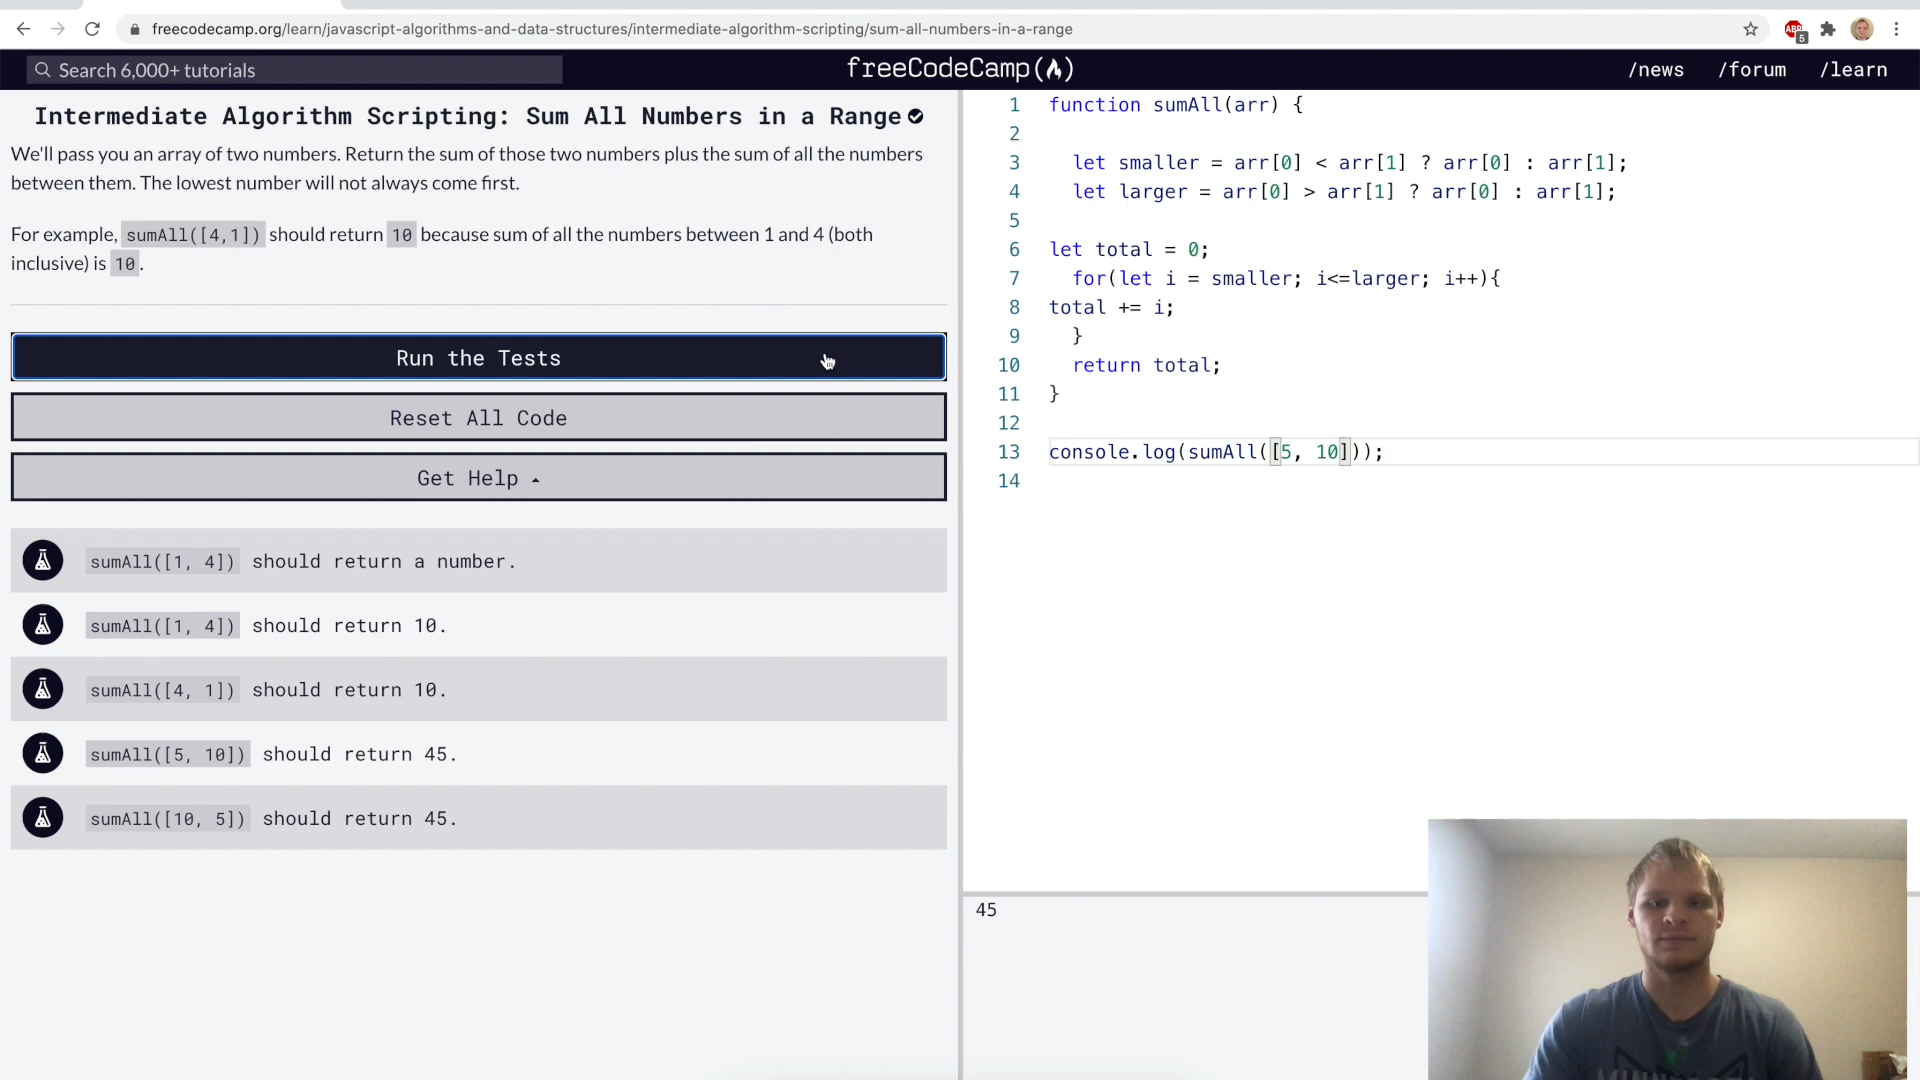 freecodecamp.org/learn/javascript-algorithms-and-data-structures/intermediate-algorithm-scripting/sum-all-numbers-in-a-range
ABP
5
Search 6,000+ tutorials
freeCodeCamp
/news
/forum
/learn
Intermediate Algorithm Scripting: Sum All Numbers in a Range
We'll pass you an array of two numbers. Return the sum of those two numbers plus the sum of all the numbers
between them. The lowest number will not always come first.
For example, sumAll([4,1]) should return 10 because sum of all the numbers between 1 and 4 (both
inclusive) is 10.
Run the Tests
Reset All Code
Get Help
sumAll([1, 4]) should return a number.
sumAll([1, 4]) should return 10.
sumAll([4, 1]) should return 10.
sumAll([5, 10]) should return 45.
sumAll([10, 5]) should return 45.
1 function sumAll(arr) {
2
3 let smaller = arr[0] < arr[1] ? arr[0] : arr[1];
4 let larger = arr[0] > arr[1] ? arr[0] : arr[1];
5
6 let total = 0;
7 for(let i = smaller; i<=larger; i++){
8 total += i;
9 }
10 return total;
11 }
12
13 console.log(sumAll([5, 10]));
14
45